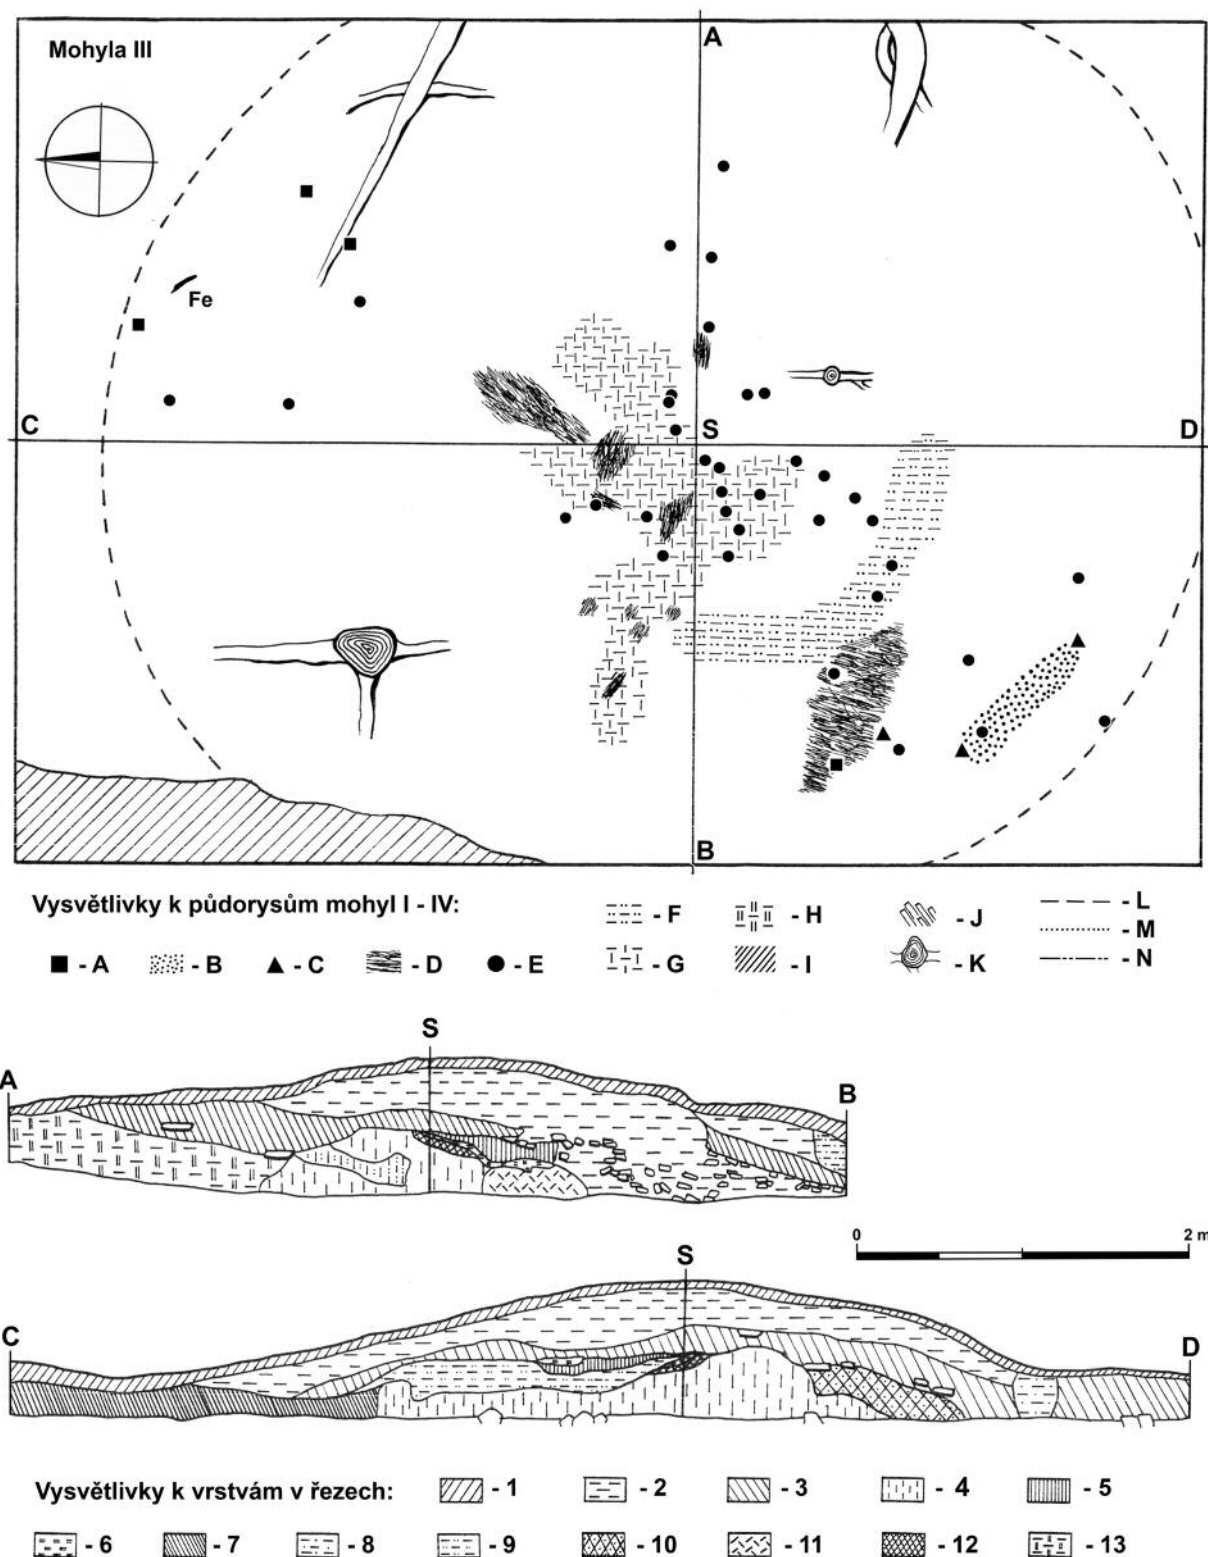 Mohyla III
A
Fe
C
S
D
B
Vysvětlivky k půdorysům mohyl I - IV:
- F
- H
- J
- L
- M
- A
- B
- C
- D
- E
- G
- I
- K
- N
S
A
B
0
2 m
S
C
D
Vysvětlivky k vrstvám v řezech:
- 1
- 2
- 3
- 4
- 5
- 6
- 7
- 8
- 9
- 10
- 11
- 12
- 13